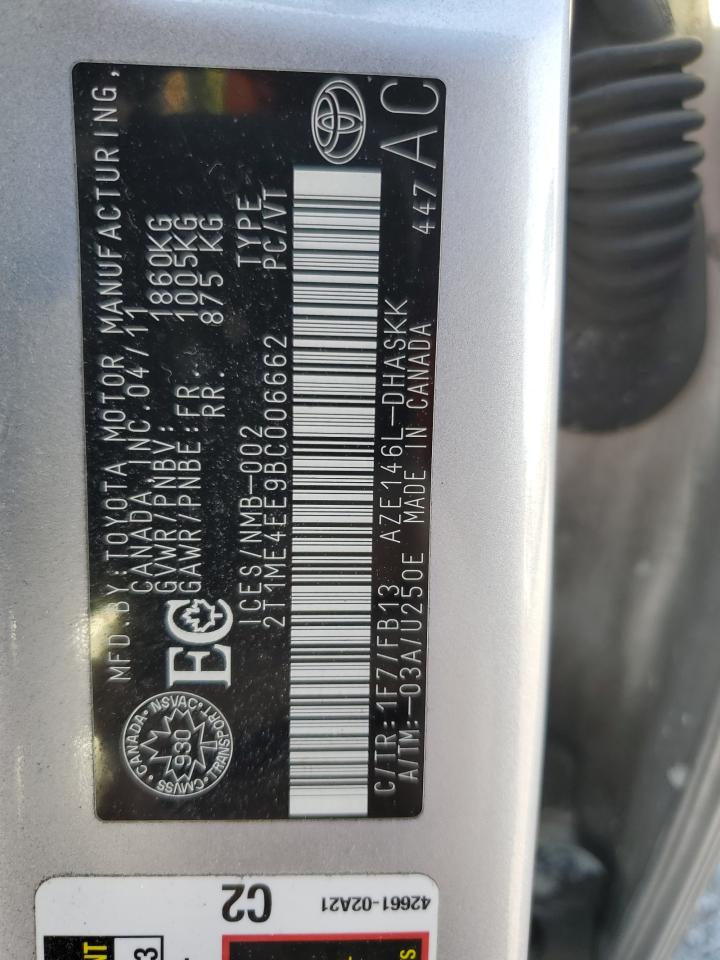 MFD. BY: TOYOTA MOTOR MANUFACTURING,
CANADA, INC. 04/11
GVWR/PNBV: 1860KG
GAWR/PNBE: FR. 1005KG
RR. 875 KG
CANADA • NSVAC •
CMVSS • TRANSPORT
930
EC
ICES/NMB-002 TYPE
2T1ME4EE9BC006662 PC/VT
C/TR: 1F7/FB13 AZE146L-DHASKK
A/TM: -03A/U250E MADE IN CANADA
447 AC
C2
42661-02A21
NT
3
S